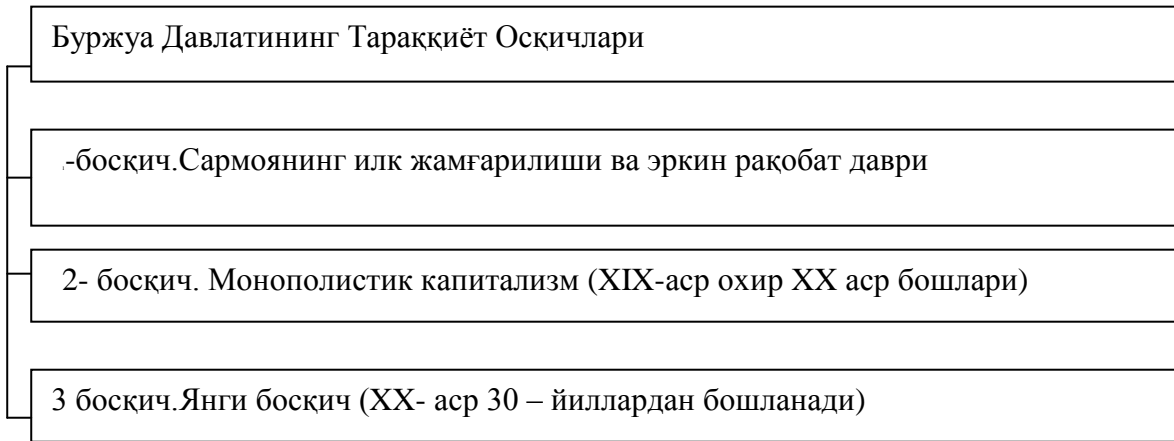 Буржуа Давлатининг Тараққиёт Осқичлари
-босқич.Сармоянинг илк жамғарилиши ва эркин рақобат даври
2- босқич. Монополистик капитализм (XIX-аср охир XX аср бошлари)
3 босқич.Янги босқич (XX- аср 30 – йиллардан бошланади)